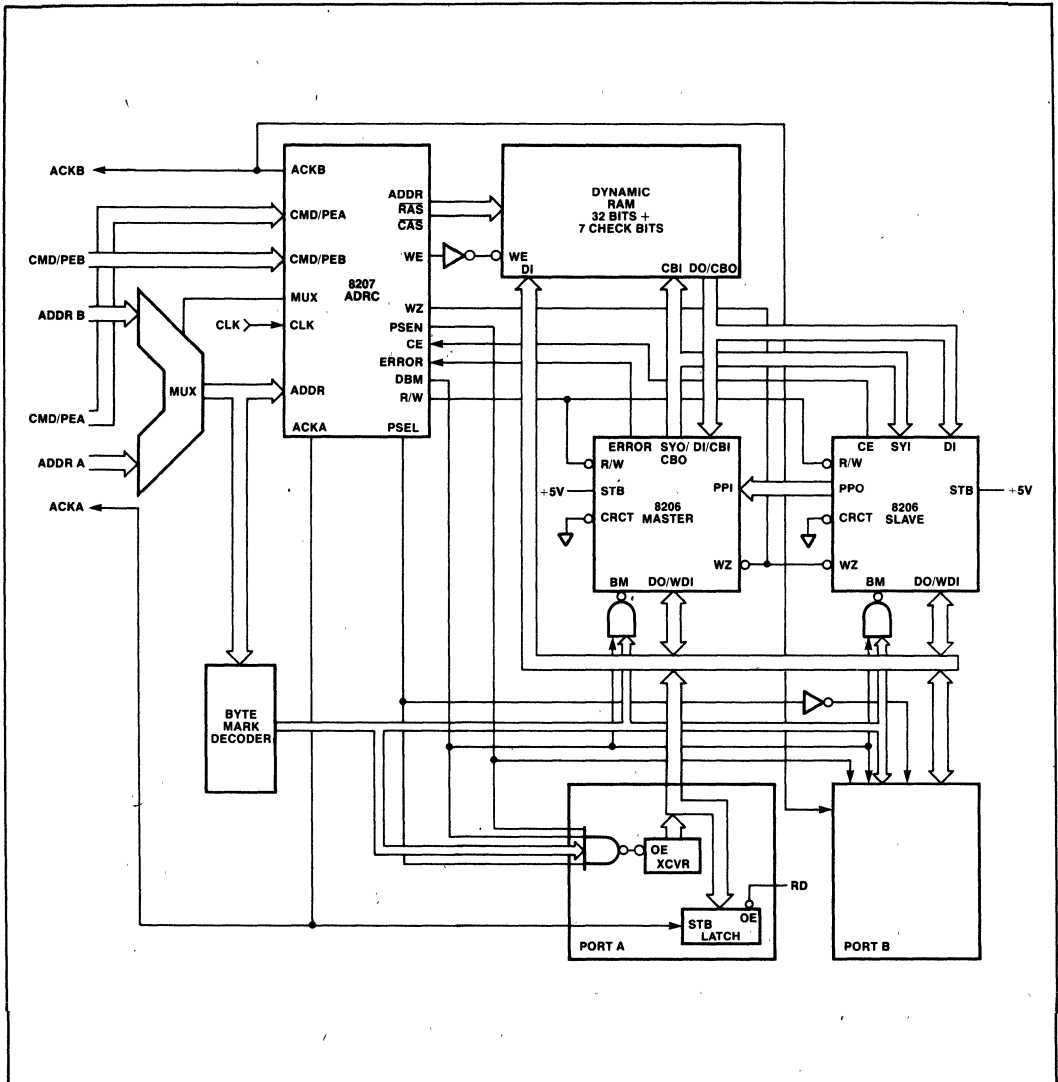 ACKB
CMD/PEB
ADDR B
CMD/PEA
ADDR A
ACKA
MUX
CLK
ACKB
CMD/PEA
CMD/PEB
MUX
CLK
ADDR
ACKA
8207
ADRC
ADDR
RAS
CAS
WE
WZ
PSEN
CE
ERROR
DBM
R/W
PSEL
DYNAMIC
RAM
32 BITS +
7 CHECK BITS
WE
DI
CBI
DO/CBO
ERROR
SYO/
CBO
DI/CBI
R/W
+5V
STB
CRCT
PPI
8206
MASTER
WZ
BM
DO/WDI
CE
SYI
DI
R/W
PPO
STB
+5V
CRCT
8206
SLAVE
WZ
BM
DO/WDI
BYTE
MARK
DECODER
OE
XCVR
RD
STB
OE
LATCH
PORT A
PORT B